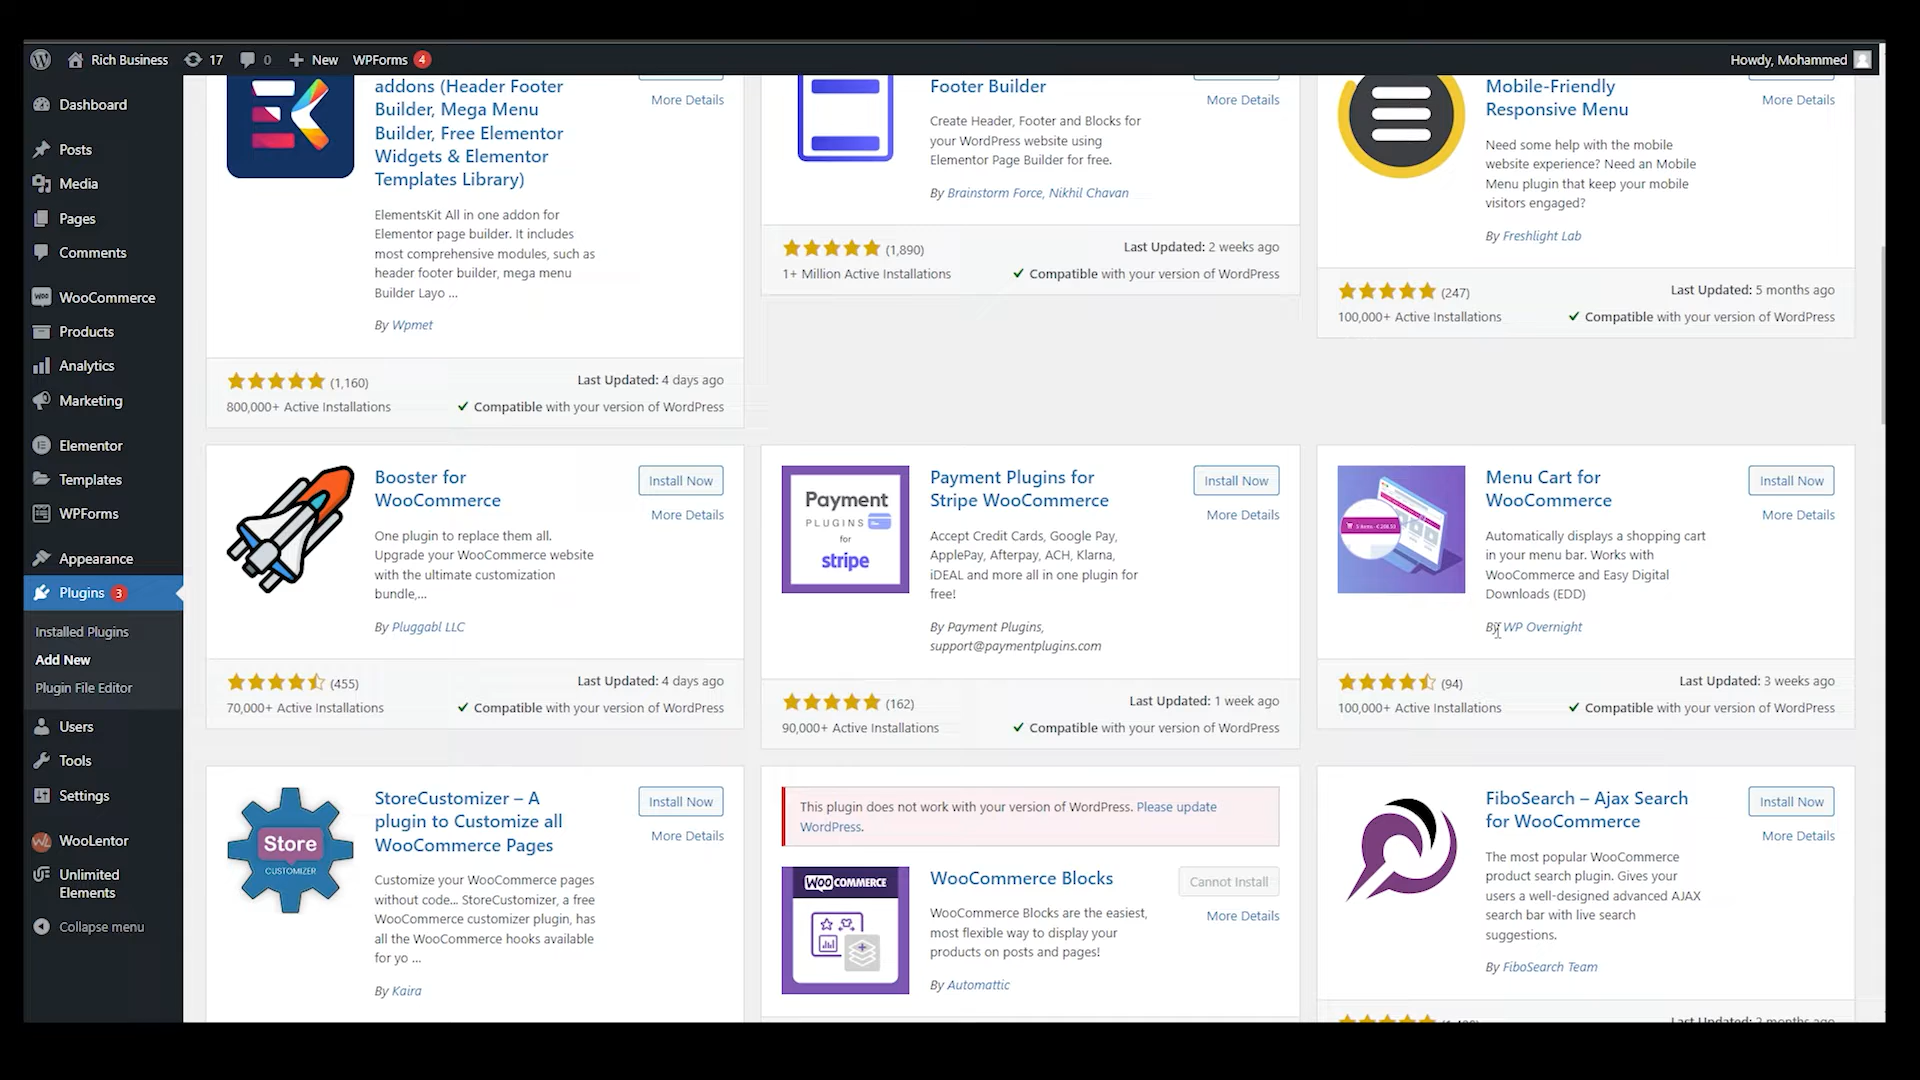 Rich Business
17
0
New
WPForms
4
Howdy, Mohammed
Dashboard
Posts
Media
Pages
Comments
WooCommerce
Products
Analytics
Marketing
Elementor
Templates
WPForms
Appearance
Plugins 3
Installed Plugins
Add New
Plugin File Editor
Users
Tools
Settings
WooLentor
Unlimited
Elements
Collapse menu
addons (Header Footer
Builder, Mega Menu
Builder, Free Elementor
Widgets & Elementor
Templates Library)
More Details
ElementsKit All in one addon for
Elementor page builder. It includes
most comprehensive modules, such as
header footer builder, mega menu
Builder Layo ...
By Wpmet
(1,160)
Last Updated: 4 days ago
800,000+ Active Installations
Compatible with your version of WordPress
Footer Builder
More Details
Create Header, Footer and Blocks for
your WordPress website using
Elementor Page Builder for free.
By Brainstorm Force, Nikhil Chavan
(1,890)
Last Updated: 2 weeks ago
1+ Million Active Installations
Compatible with your version of WordPress
Mobile-Friendly
Responsive Menu
More Details
Need some help with the mobile
website experience? Need an Mobile
Menu plugin that keep your mobile
visitors engaged?
By Freshlight Lab
(247)
Last Updated: 5 months ago
100,000+ Active Installations
Compatible with your version of WordPress
Booster for
WooCommerce
Install Now
More Details
One plugin to replace them all.
Upgrade your WooCommerce website
with the ultimate customization
bundle,...
By Pluggabl LLC
(455)
Last Updated: 4 days ago
70,000+ Active Installations
Compatible with your version of WordPress
Payment
PLUGINS
for
stripe
Payment Plugins for
Stripe WooCommerce
Install Now
More Details
Accept Credit Cards, Google Pay,
ApplePay, Afterpay, ACH, Klarna,
iDEAL and more all in one plugin for
free!
By Payment Plugins,
support@paymentplugins.com
(162)
Last Updated: 1 week ago
90,000+ Active Installations
Compatible with your version of WordPress
Menu Cart for
WooCommerce
Install Now
More Details
Automatically displays a shopping cart
in your menu bar. Works with
WooCommerce and Easy Digital
Downloads (EDD)
By WP Overnight
(94)
Last Updated: 3 weeks ago
100,000+ Active Installations
Compatible with your version of WordPress
Store
CUSTOMIZER
StoreCustomizer – A
plugin to Customize all
WooCommerce Pages
Install Now
More Details
Customize your WooCommerce pages
without code... StoreCustomizer, a free
WooCommerce customizer plugin, has
all the WooCommerce hooks available
for yo ...
By Kaira
This plugin does not work with your version of WordPress. Please update
WordPress.
WOO COMMERCE
WooCommerce Blocks
Cannot Install
More Details
WooCommerce Blocks are the easiest,
most flexible way to display your
products on posts and pages!
By Automattic
FiboSearch – Ajax Search
for WooCommerce
Install Now
More Details
The most popular WooCommerce
product search plugin. Gives your
users a well-designed advanced AJAX
search bar with live search
suggestions.
By FiboSearch Team
Last Updated: 2 months ago